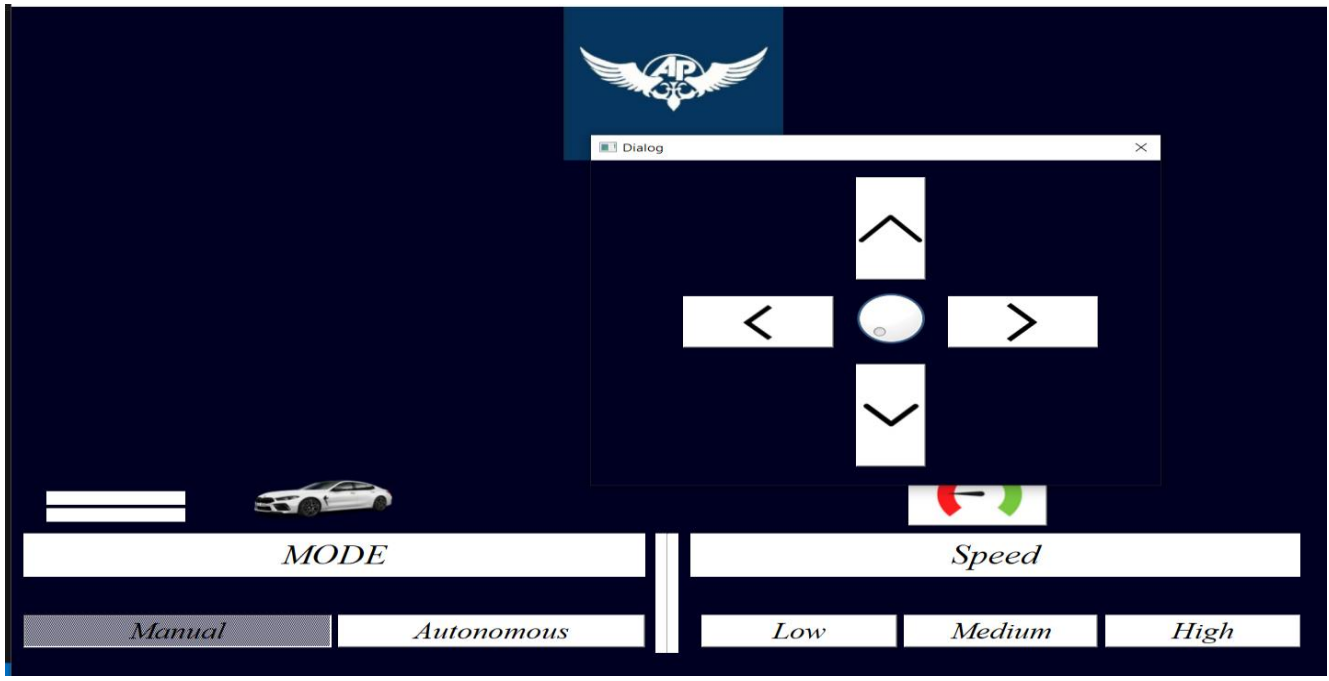 AP
Dialog
MODE
Speed
Manual
Autonomous
Low
Medium
High